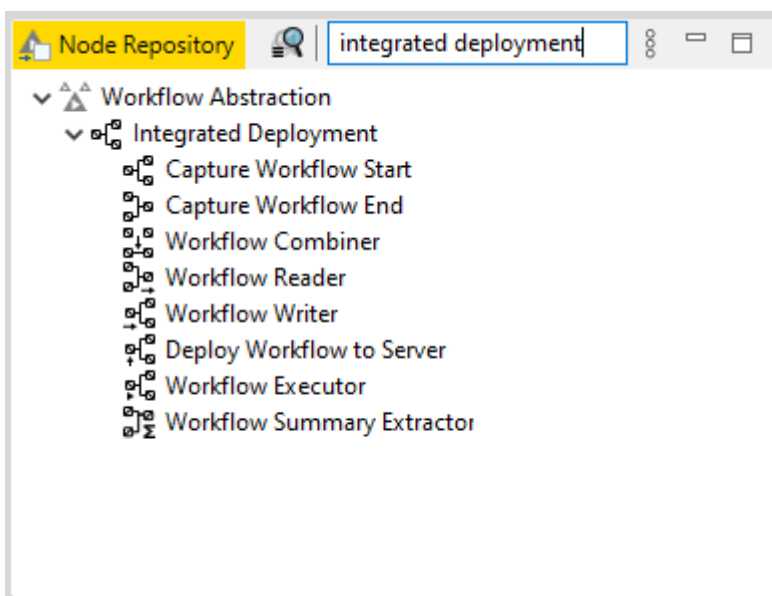 Node Repository integrated deployment
Workflow Abstraction
Integrated Deployment
Capture Workflow Start
Capture Workflow End
Workflow Combiner
Workflow Reader
Workflow Writer
Deploy Workflow to Server
Workflow Executor
Workflow Summary Extractor